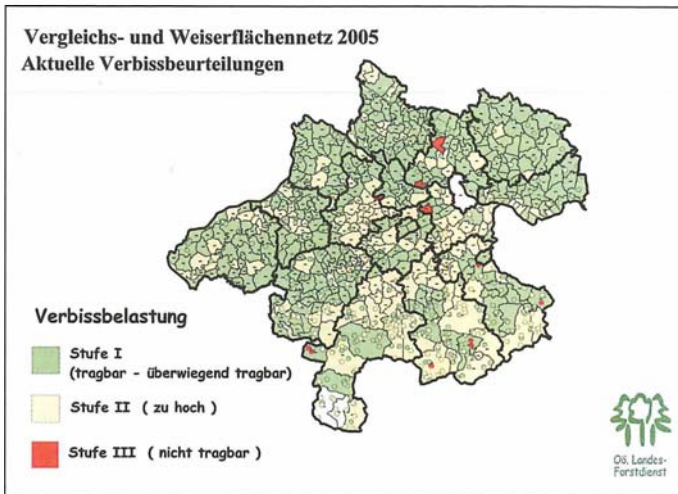 Vergleichs- und Weiserflächennetz 2005
Aktuelle Verbissbeurteilungen
Verbissbelastung
Stufe I
(tragbar - überwiegend tragbar)
Stufe II ( zu hoch )
Stufe III ( nicht tragbar )
Oö. Landes-
Forstdienst